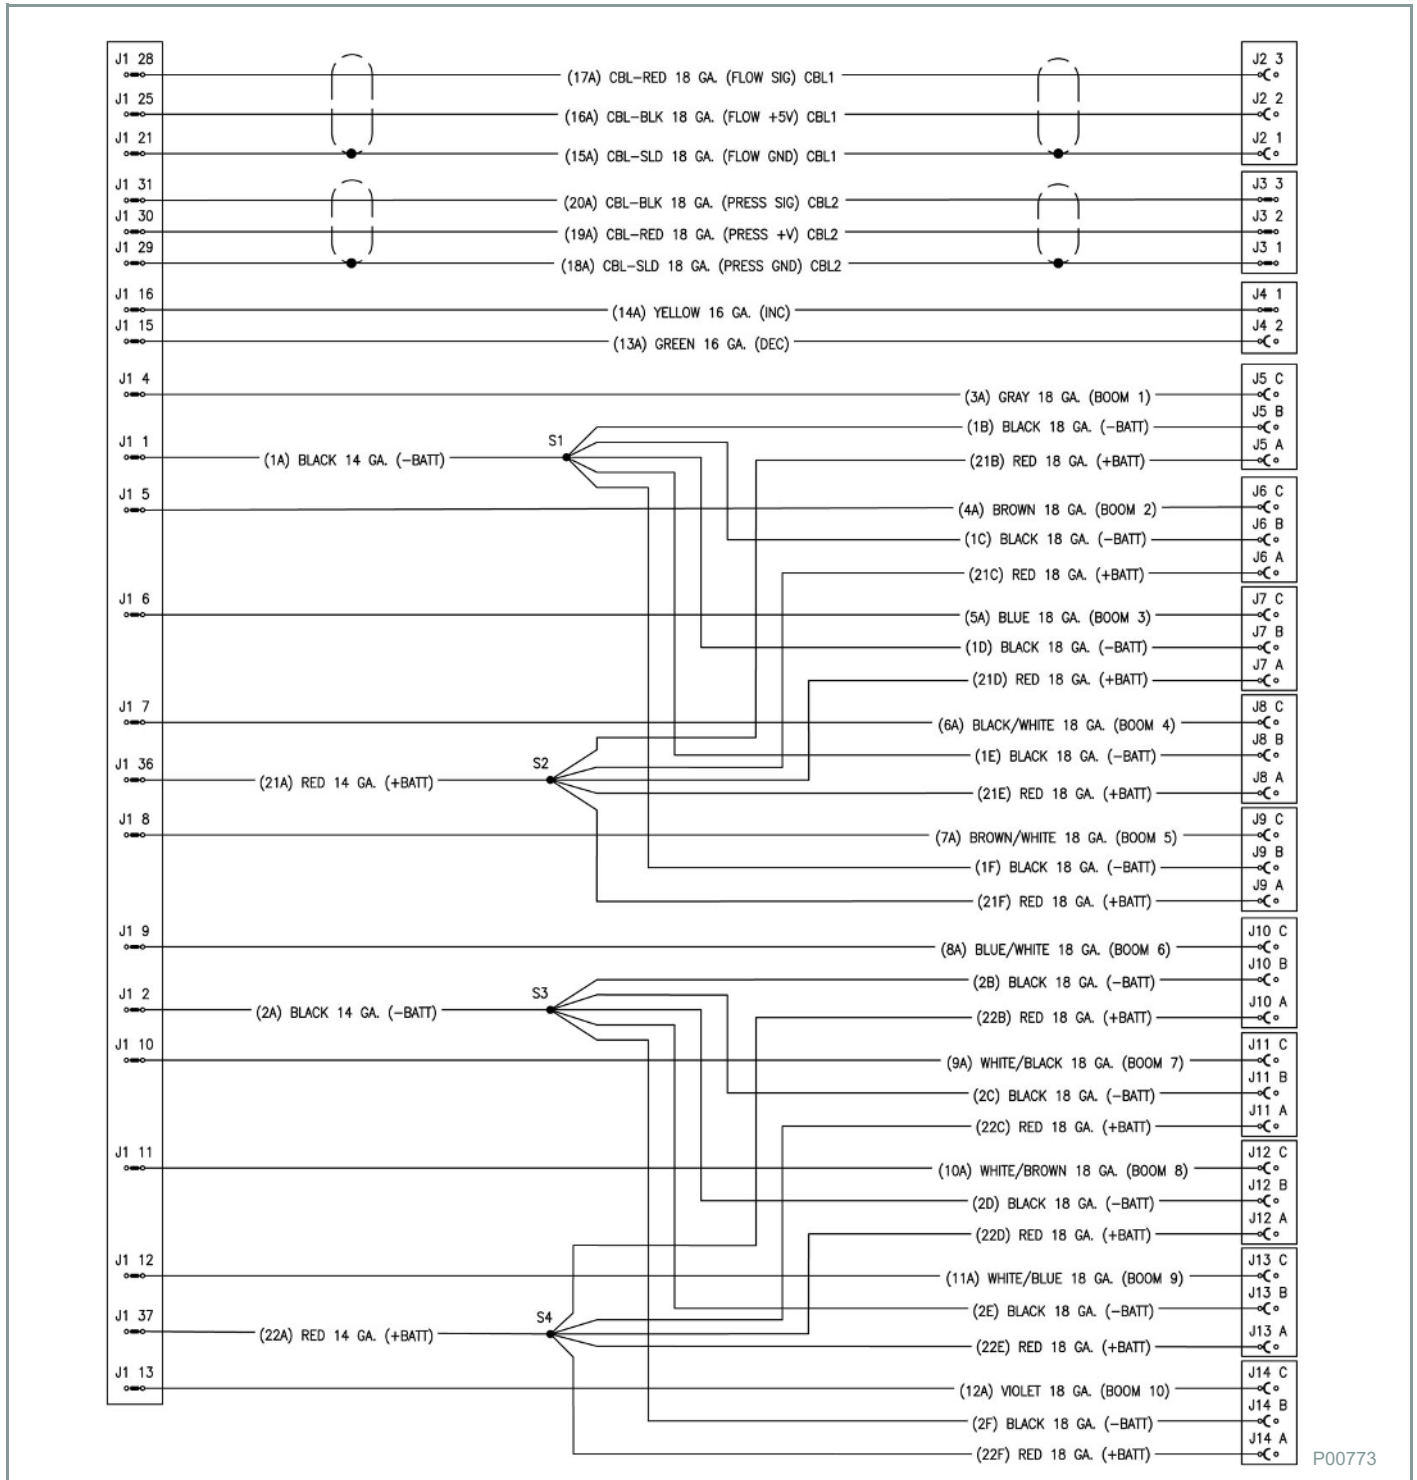 J1 28 (17A) CBL-RED 18 GA. (FLOW SIG) CBL1 J2 3
J1 25 (16A) CBL-BLK 18 GA. (FLOW +5V) CBL1 J2 2
J1 21 (15A) CBL-SLD 18 GA. (FLOW GND) CBL1 J2 1
J1 31 (20A) CBL-BLK 18 GA. (PRESS SIG) CBL2 J3 3
J1 30 (19A) CBL-RED 18 GA. (PRESS +V) CBL2 J3 2
J1 29 (18A) CBL-SLD 18 GA. (PRESS GND) CBL2 J3 1
J1 16 (14A) YELLOW 16 GA. (INC) J4 1
J1 15 (13A) GREEN 16 GA. (DEC) J4 2
J1 4 (3A) GRAY 18 GA. (BOOM 1) J5 C
(1B) BLACK 18 GA. (-BATT) J5 B
J1 1 (1A) BLACK 14 GA. (-BATT) S1 (21B) RED 18 GA. (+BATT) J5 A
J1 5 (4A) BROWN 18 GA. (BOOM 2) J6 C
(1C) BLACK 18 GA. (-BATT) J6 B
(21C) RED 18 GA. (+BATT) J6 A
J1 6 (5A) BLUE 18 GA. (BOOM 3) J7 C
(1D) BLACK 18 GA. (-BATT) J7 B
(21D) RED 18 GA. (+BATT) J7 A
J1 7 (6A) BLACK/WHITE 18 GA. (BOOM 4) J8 C
(1E) BLACK 18 GA. (-BATT) J8 B
J1 36 (21A) RED 14 GA. (+BATT) S2 (21E) RED 18 GA. (+BATT) J8 A
J1 8 (7A) BROWN/WHITE 18 GA. (BOOM 5) J9 C
(1F) BLACK 18 GA. (-BATT) J9 B
(21F) RED 18 GA. (+BATT) J9 A
J1 9 (8A) BLUE/WHITE 18 GA. (BOOM 6) J10 C
(2B) BLACK 18 GA. (-BATT) J10 B
J1 2 (2A) BLACK 14 GA. (-BATT) S3 (22B) RED 18 GA. (+BATT) J10 A
J1 10 (9A) WHITE/BLACK 18 GA. (BOOM 7) J11 C
(2C) BLACK 18 GA. (-BATT) J11 B
(22C) RED 18 GA. (+BATT) J11 A
J1 11 (10A) WHITE/BROWN 18 GA. (BOOM 8) J12 C
(2D) BLACK 18 GA. (-BATT) J12 B
(22D) RED 18 GA. (+BATT) J12 A
J1 12 (11A) WHITE/BLUE 18 GA. (BOOM 9) J13 C
(2E) BLACK 18 GA. (-BATT) J13 B
J1 37 (22A) RED 14 GA. (+BATT) S4 (22E) RED 18 GA. (+BATT) J13 A
J1 13 (12A) VIOLET 18 GA. (BOOM 10) J14 C
(2F) BLACK 18 GA. (-BATT) J14 B
(22F) RED 18 GA. (+BATT) J14 A
P00773